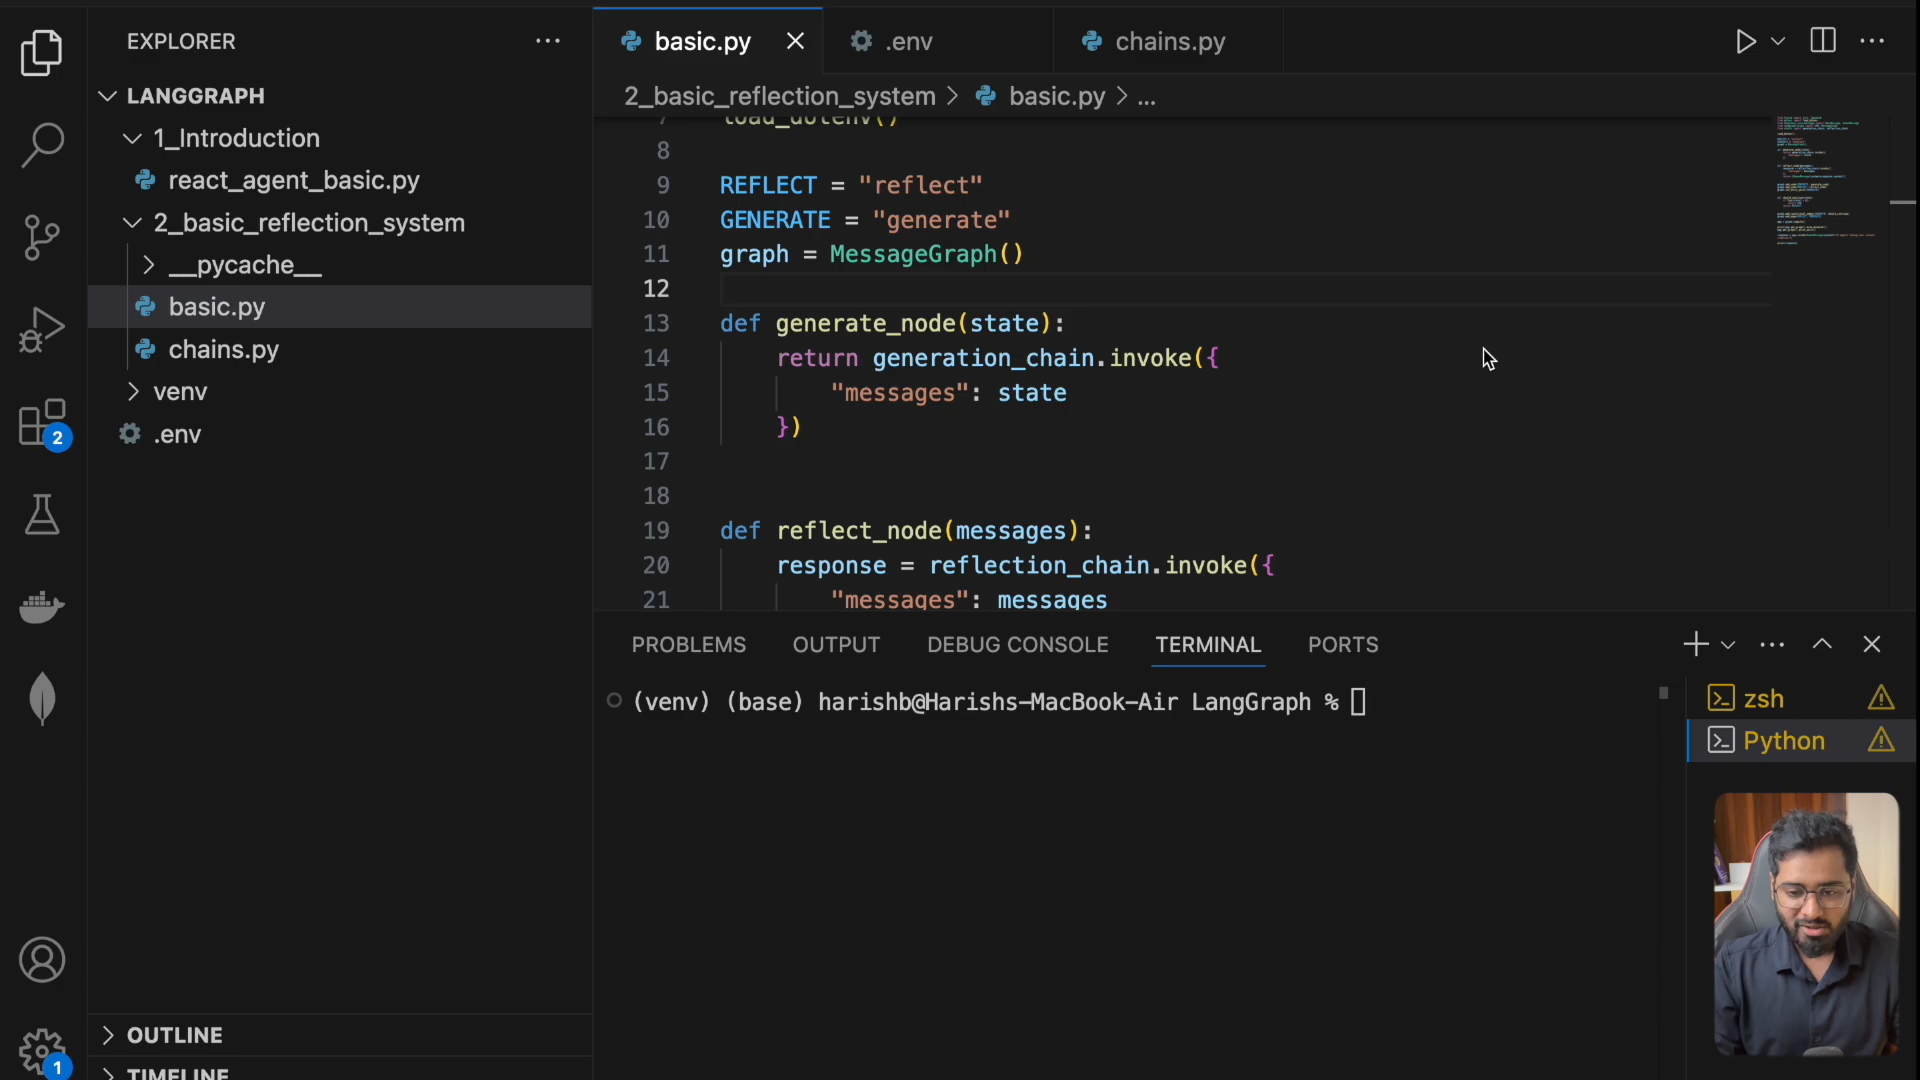 EXPLORER
LANGGRAPH
1_Introduction
react_agent_basic.py
2_basic_reflection_system
__pycache__
basic.py
chains.py
venv
.env
OUTLINE
TIMELINE
2
1
basic.py
.env
chains.py
2_basic_reflection_system > basic.py > ...
7 load_dotenv()
8
9 REFLECT = "reflect"
10 GENERATE = "generate"
11 graph = MessageGraph()
12
13 def generate_node(state):
14 return generation_chain.invoke({
15 "messages": state
16 })
17
18
19 def reflect_node(messages):
20 response = reflection_chain.invoke({
21 "messages": messages
PROBLEMS OUTPUT DEBUG CONSOLE TERMINAL PORTS
(venv) (base) harishb@Harishs-MacBook-Air LangGraph %
zsh
Python